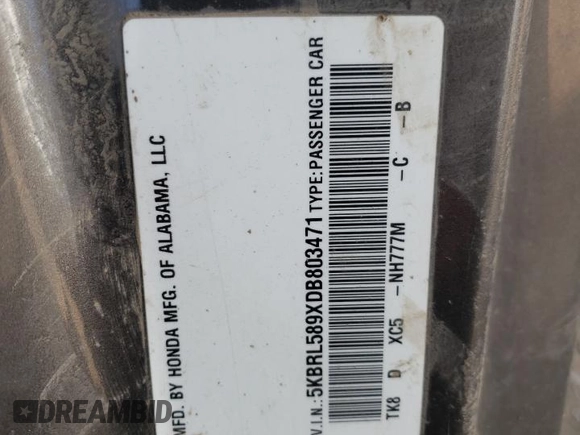 MFD. BY HONDA MFG. OF ALABAMA, LLC
V.I.N.: 5KBRL589XDB803471 TYPE: PASSENGER CAR
TK8 D XC5 -NH777M -C -B
DREAMBID